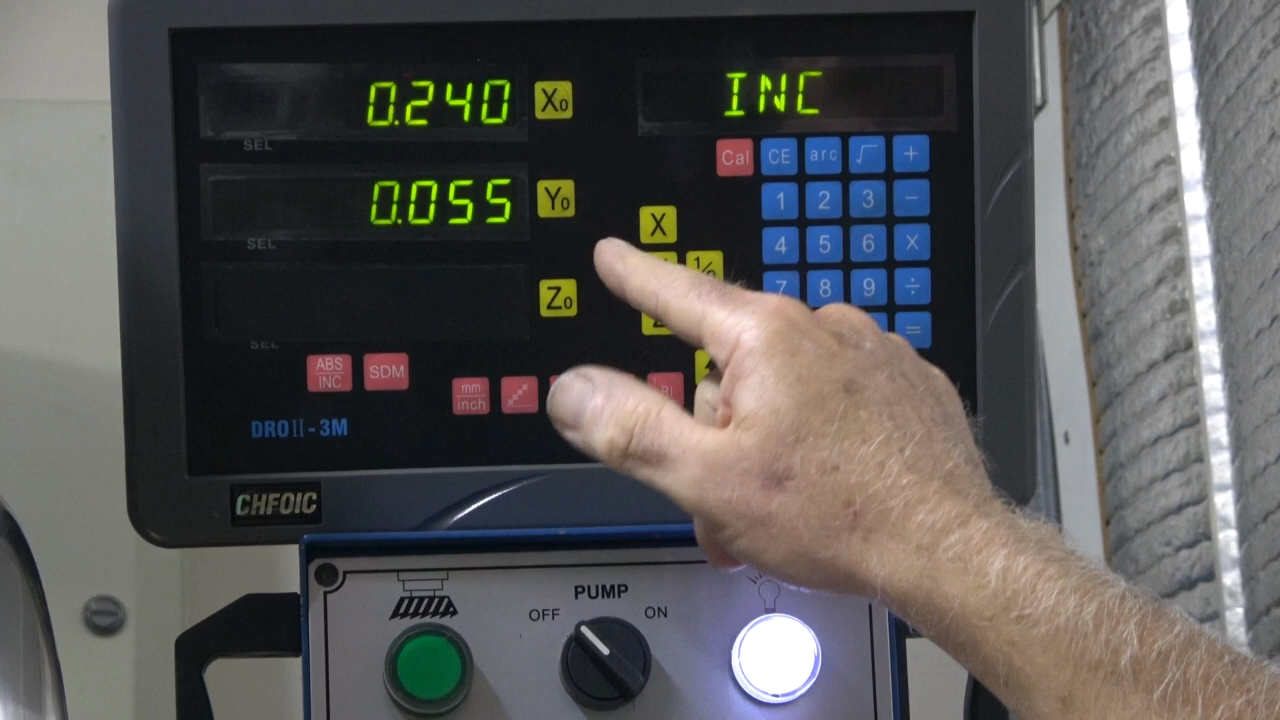 0.240 X₀ INC
SEL
Cal CE arc √ +
0.055 Y₀ 1 2 3 −
X
SEL
4 5 6 X
½
Z₀ 7 8 9 ÷
=
SEL
ABS
INC
SDM
mm
inch
DROII-3M
CHFOIC
PUMP
OFF ON